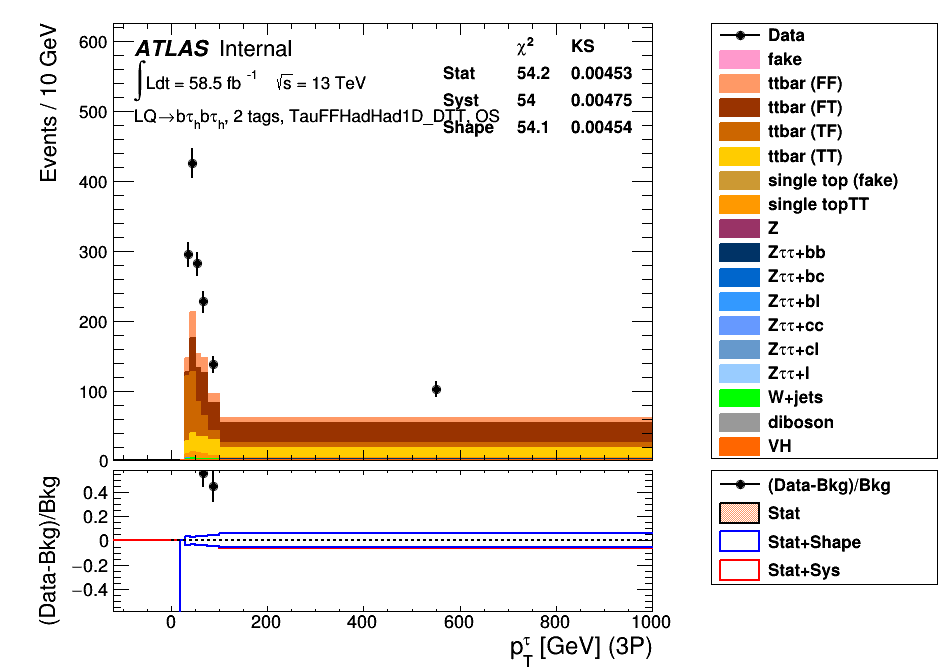 Events / 10 GeV
600
500
400
300
200
100
0
ATLAS Internal
∫Ldt = 58.5 fb⁻¹ √s = 13 TeV
LQ→bτ_h bτ_h, 2 tags, TauFFHadHad1D_DTT, OS
χ² KS
Stat 54.2 0.00453
Syst 54 0.00475
Shape 54.1 0.00454
Data
fake
ttbar (FF)
ttbar (FT)
ttbar (TF)
ttbar (TT)
single top (fake)
single topTT
Z
Zττ+bb
Zττ+bc
Zττ+bl
Zττ+cc
Zττ+cl
Zττ+l
W+jets
diboson
VH
(Data-Bkg)/Bkg
0.4
0.2
0
−0.2
−0.4
0 200 400 600 800 1000
p_T^τ [GeV] (3P)
(Data-Bkg)/Bkg
Stat
Stat+Shape
Stat+Sys